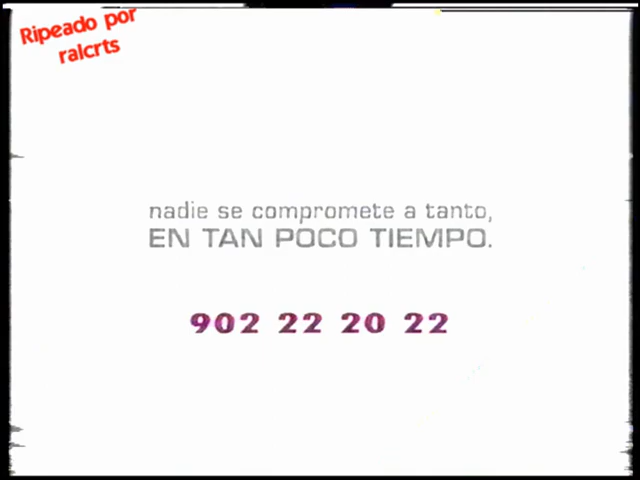 Ripeado por
ralcrts
nadie se compromete a tanto,
EN TAN POCO TIEMPO.
902 22 20 22